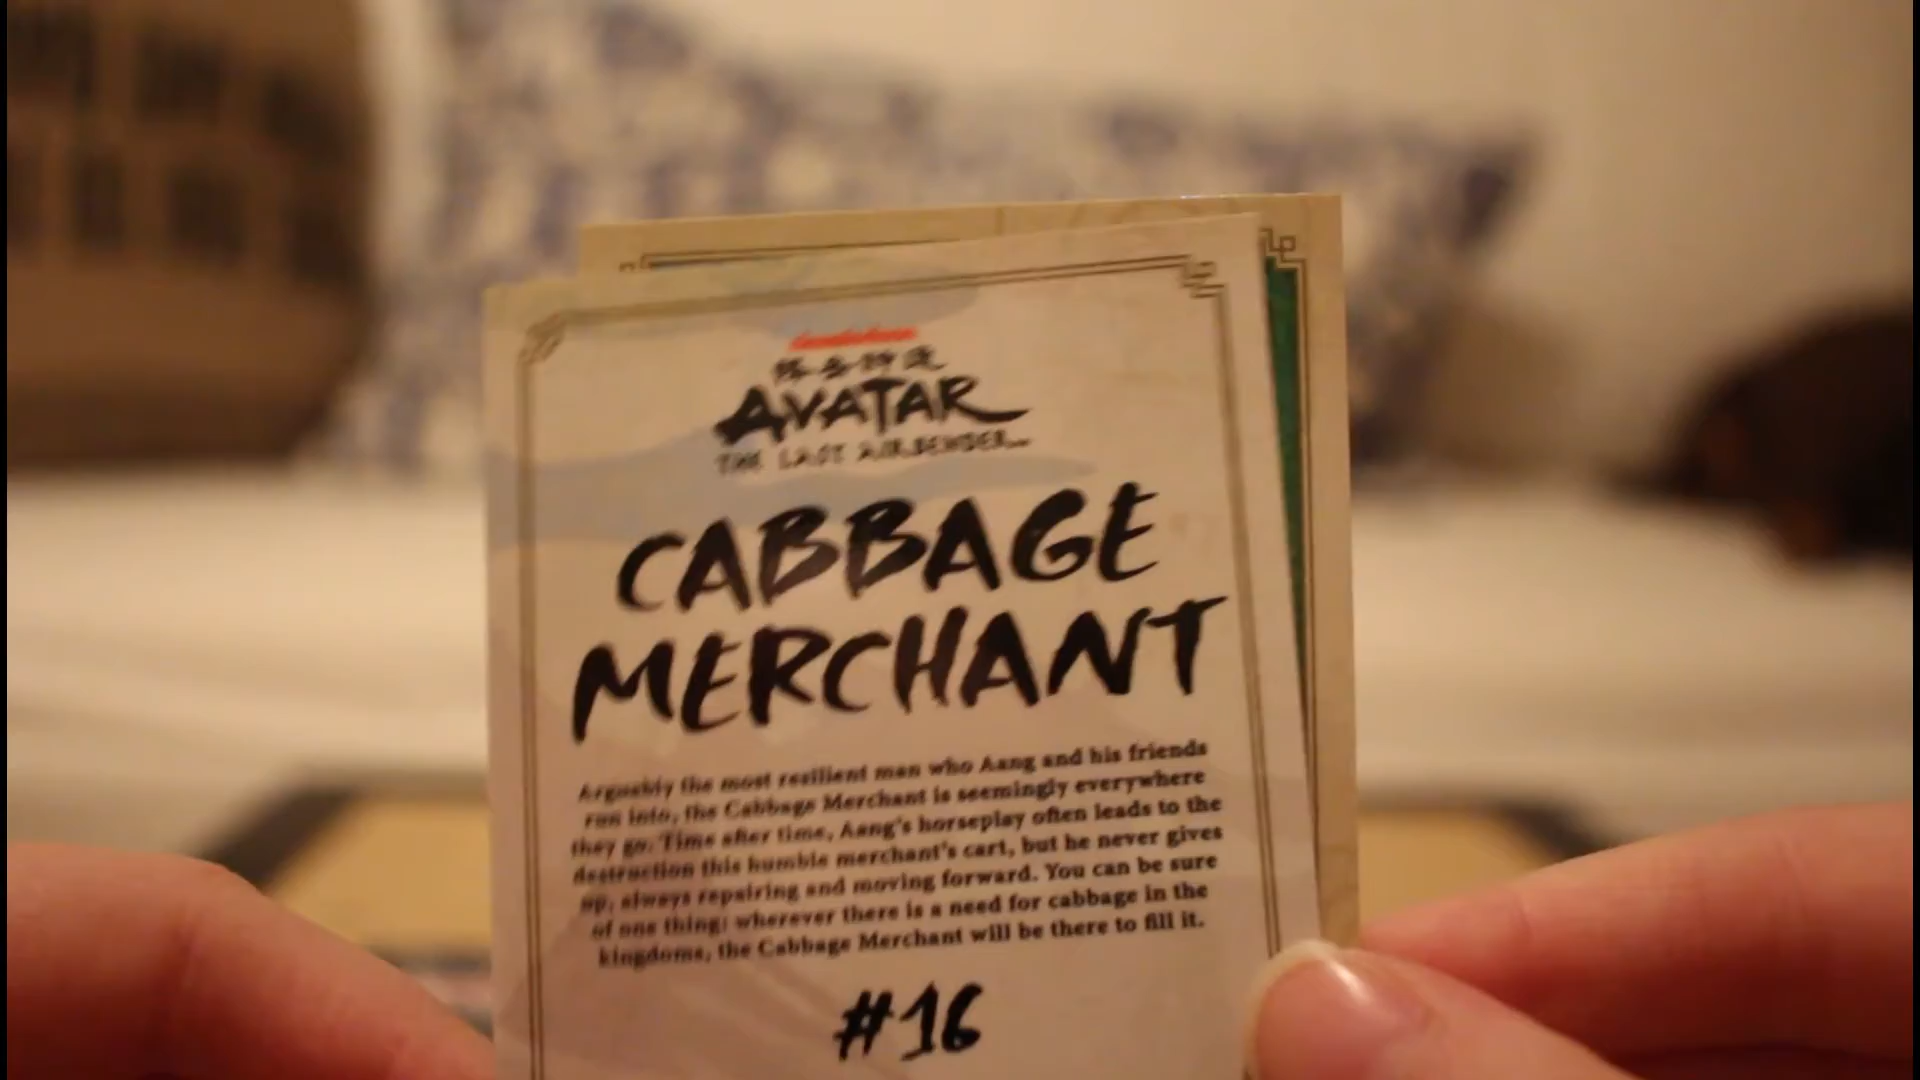 nickelodeon
AVATAR
THE LAST AIRBENDER™
CABBAGE
MERCHANT
Arguably the most resilient man who Aang and his friends
run into, the Cabbage Merchant is seemingly everywhere
they go. Time after time, Aang's horseplay often leads to the
destruction this humble merchant's cart, but he never gives
up, always repairing and moving forward. You can be sure
of one thing: wherever there is a need for cabbage in the
kingdoms, the Cabbage Merchant will be there to fill it.
#16